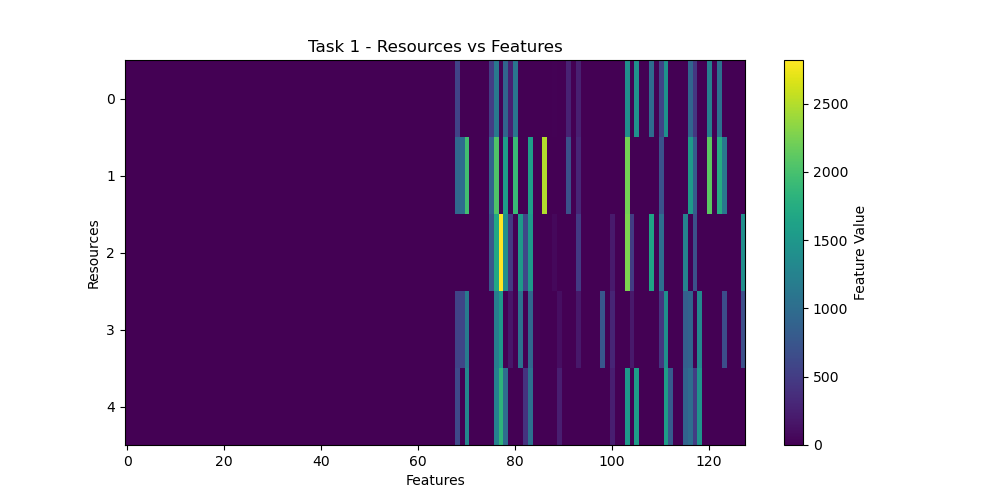 Task 1 - Resources vs Features
0
1
2
3
4
Resources
0 20 40 60 80 100 120
Features
2500
2000
1500
1000
500
0
Feature Value